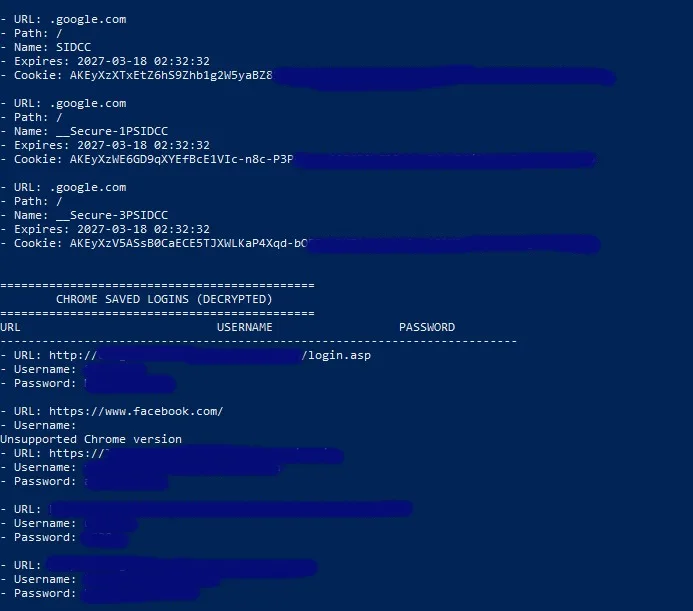 - URL: .google.com
- Path: /
- Name: SIDCC
- Expires: 2027-03-18 02:32:32
- Cookie: AKEyXzXTxEtZ6hS9Zhb1g2W5yaBZ8
- URL: .google.com
- Path: /
- Name: __Secure-1PSIDCC
- Expires: 2027-03-18 02:32:32
- Cookie: AKEyXzWE6GD9qXYEfBcE1VIc-n8c-P3P
- URL: .google.com
- Path: /
- Name: __Secure-3PSIDCC
- Expires: 2027-03-18 02:32:32
- Cookie: AKEyXzV5ASsB0CaECE5TJXWLKaP4Xqd-b
=============================================
CHROME SAVED LOGINS (DECRYPTED)
=============================================
URL USERNAME PASSWORD
--------------------------------------------------------------------------
- URL: http:// /login.asp
- Username:
- Password:
- URL: https://www.facebook.com/
- Username:
Unsupported Chrome version
- URL: https://
- Username:
- Password:
- URL:
- Username:
- Password:
- URL:
- Username:
- Password: